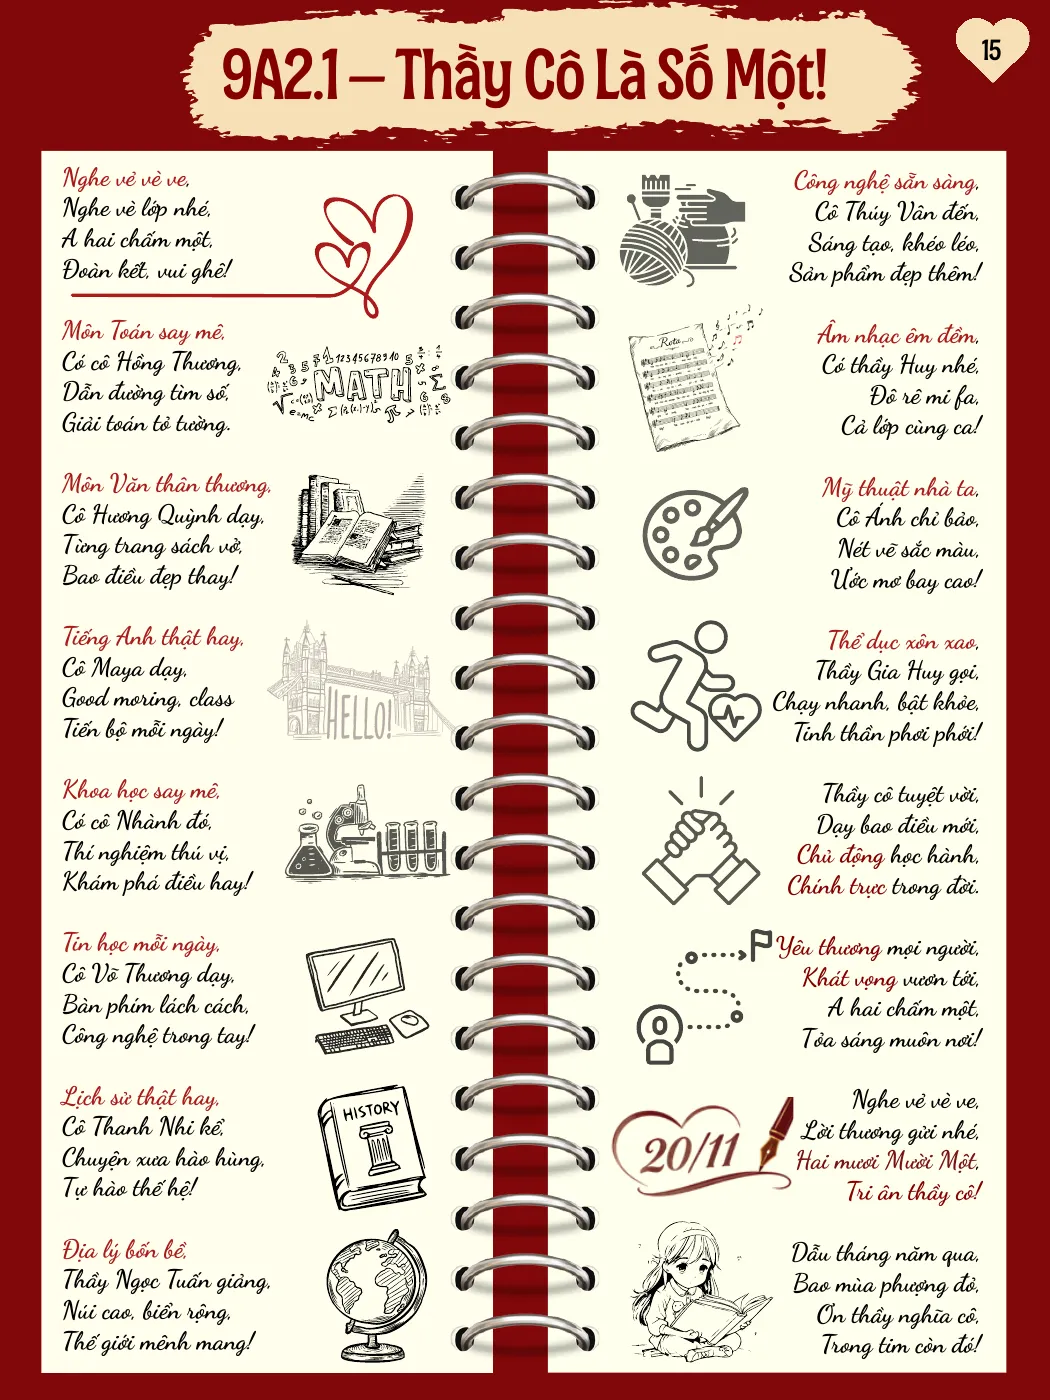 9A2.1 – Thầy Cô Là Số Một!
15
Nghe vẻ vè ve,
Nghe vè lớp nhé,
A hai chấm một,
Đoàn kết, vui ghê!
Môn Toán say mê,
Có cô Hồng Thương,
Dẫn đường tìm số,
Giải toán tỏ tường.
1234567890
MATH
Môn Văn thân thương,
Cô Hương Quỳnh dạy,
Từng trang sách vở,
Bao điều đẹp thay!
Tiếng Anh thật hay,
Cô Maya dạy,
Good moring, class
Tiến bộ mỗi ngày!
HELLO!
Khoa học say mê,
Có cô Nhành đó,
Thí nghiệm thú vị,
Khám phá điều hay!
Tin học mỗi ngày,
Cô Võ Thương dạy,
Bàn phím lách cách,
Công nghệ trong tay!
Lịch sử thật hay,
Cô Thanh Nhi kể,
Chuyện xưa hào hùng,
Tự hào thế hệ!
HISTORY
Địa lý bốn bề,
Thầy Ngọc Tuấn giảng,
Núi cao, biển rộng,
Thế giới mênh mang!
Công nghệ sẵn sàng,
Cô Thúy Vân đến,
Sáng tạo, khéo léo,
Sản phẩm đẹp thêm!
Âm nhạc êm đềm,
Có thầy Huy nhé,
Đô rê mi fa,
Cả lớp cùng ca!
Mỹ thuật nhà ta,
Cô Ánh chỉ bảo,
Nét vẽ sắc màu,
Ước mơ bay cao!
Thể dục xôn xao,
Thầy Gia Huy gọi,
Chạy nhanh, bật khỏe,
Tinh thần phơi phới!
Thầy cô tuyệt vời,
Dạy bao điều mới,
Chủ động học hành,
Chính trực trong đời.
Yêu thương mọi người,
Khát vọng vươn tới,
A hai chấm một,
Tỏa sáng muôn nơi!
Nghe vẻ vè ve,
Lời thương gửi nhé,
Hai mươi Mười Một,
Tri ân thầy cô!
20/11
Dẫu tháng năm qua,
Bao mùa phượng đỏ,
Ơn thầy nghĩa cô,
Trong tim còn đó!